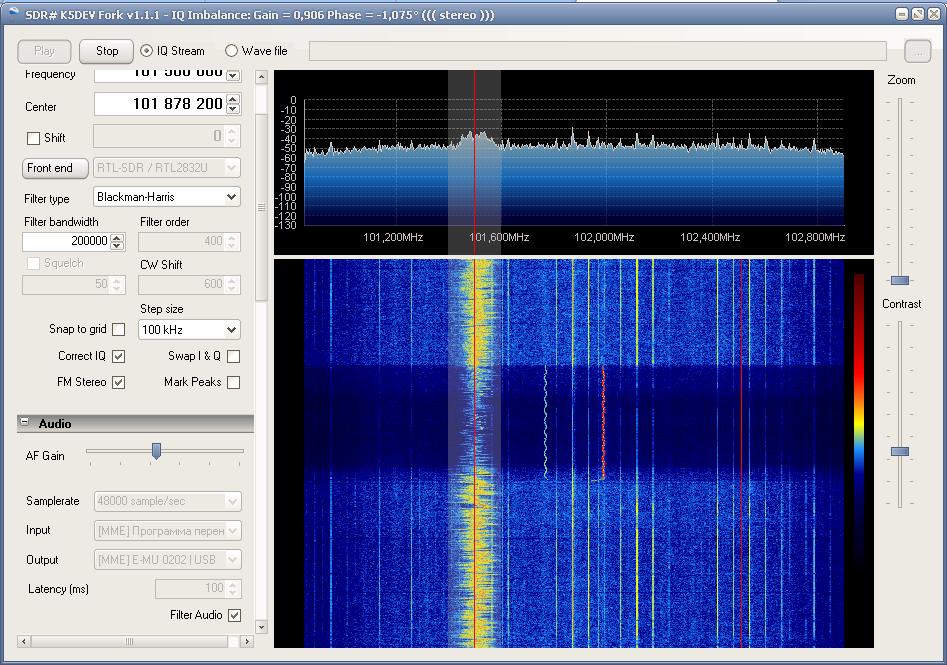 SDR# K5DEV Fork v1.1.1 - IQ Imbalance: Gain = 0,906 Phase = -1,075° ((( stereo )))
Play Stop IQ Stream Wave file ...
Frequency 101 500 000
Center 101 878 200
Shift 0
Front end RTL-SDR / RTL2832U
Filter type Blackman-Harris
Filter bandwidth Filter order
200000 400
Squelch CW Shift
50 600
Step size
Snap to grid 100 kHz
Correct IQ Swap I & Q
FM Stereo Mark Peaks
Audio
AF Gain
Samplerate 48000 sample/sec
Input [MME] Программа перен
Output [MME] E-MU 0202 | USB
Latency (ms) 100
Filter Audio
0
-10
-20
-30
-40
-50
-60
-70
-80
-90
-100
-110
-120
-130
101,200MHz 101,600MHz 102,000MHz 102,400MHz 102,800MHz
Zoom
Contrast